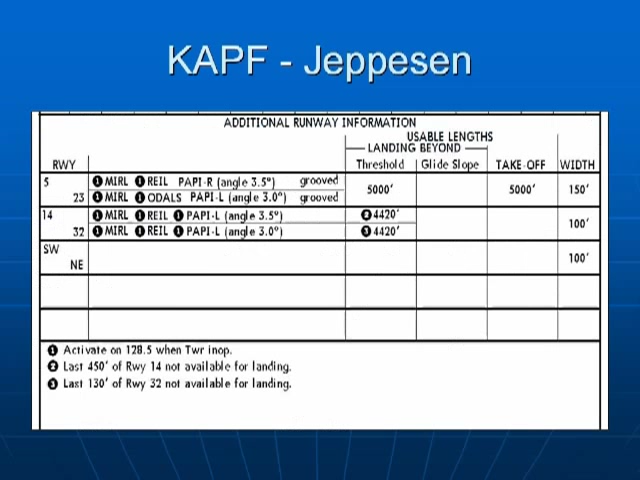 KAPF - Jeppesen
ADDITIONAL RUNWAY INFORMATION
USABLE LENGTHS
LANDING BEYOND
RWY Threshold Glide Slope TAKE-OFF WIDTH
5 ❶MIRL ❶REIL PAPI-R (angle 3.5°) grooved
23 ❶MIRL ❶ODALS PAPI-L (angle 3.0°) grooved
5000' 5000' 150'
14 ❶MIRL ❶REIL ❶PAPI-L (angle 3.5°) ❷4420'
32 ❶MIRL ❶REIL ❶PAPI-L (angle 3.0°) ❸4420'
100'
SW
NE
100'
❶ Activate on 128.5 when Twr inop.
❷ Last 450' of Rwy 14 not available for landing.
❸ Last 130' of Rwy 32 not available for landing.